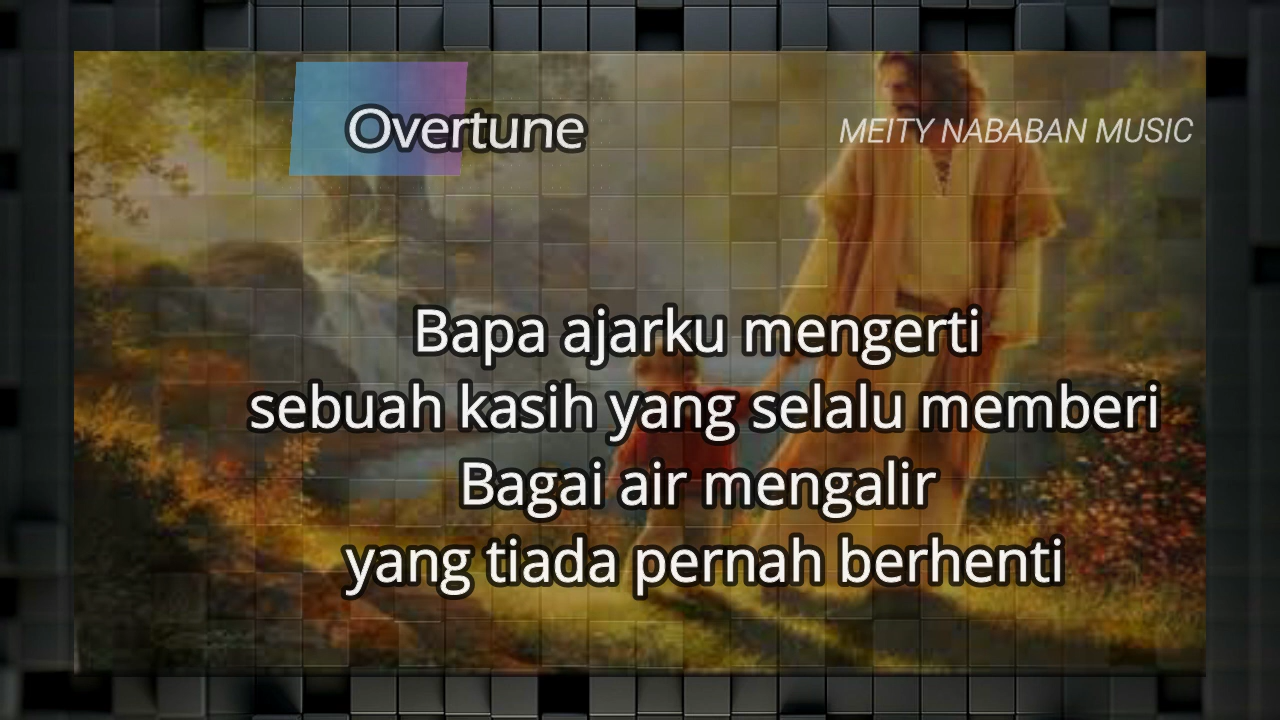 Overtune
MEITY NABABAN MUSIC
Bapa ajarku mengerti
sebuah kasih yang selalu memberi
Bagai air mengalir
yang tiada pernah berhenti